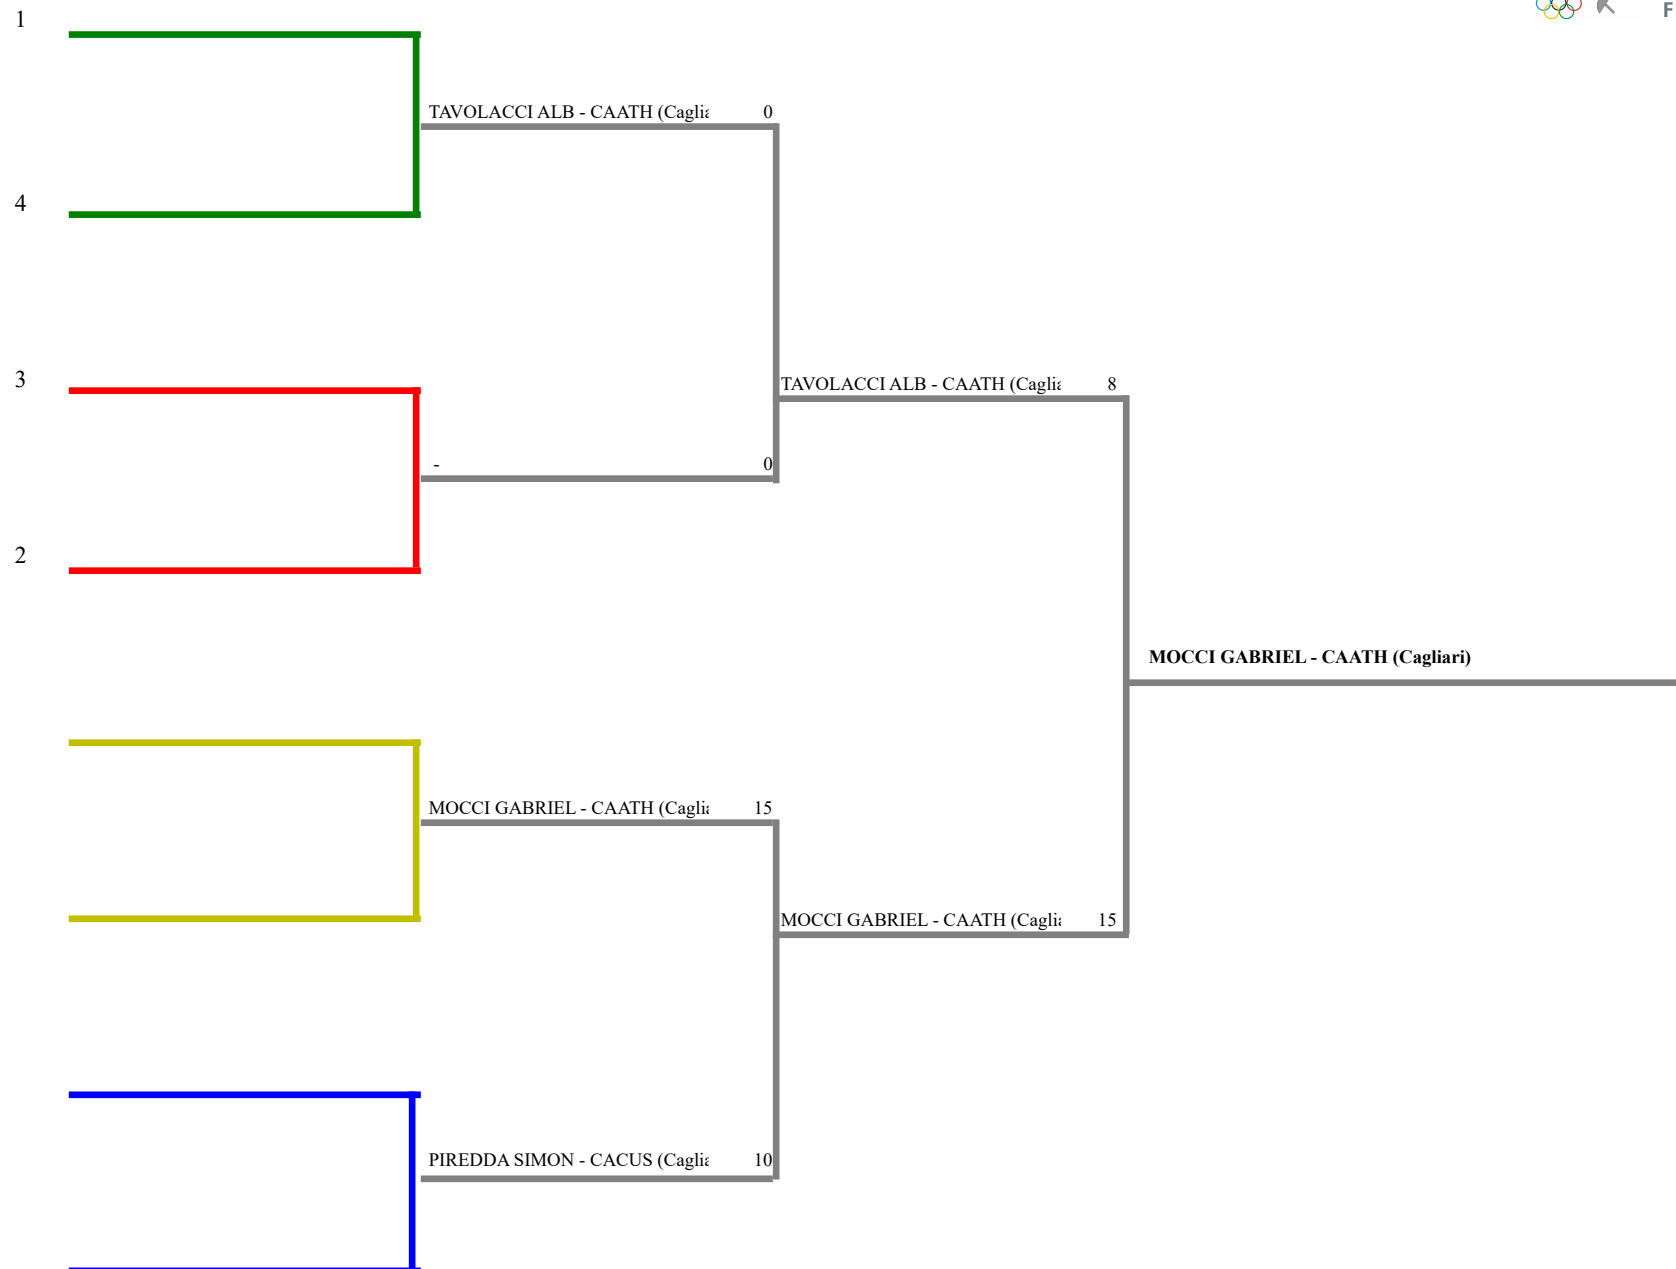 1
F
TAVOLACCI ALB - CAATH (Caglia 0
4
3
TAVOLACCI ALB - CAATH (Caglia 8
- 0
2
MOCCI GABRIEL - CAATH (Cagliari)
MOCCI GABRIEL - CAATH (Caglia 15
MOCCI GABRIEL - CAATH (Caglia 15
PIREDDA SIMON - CACUS (Caglia 10